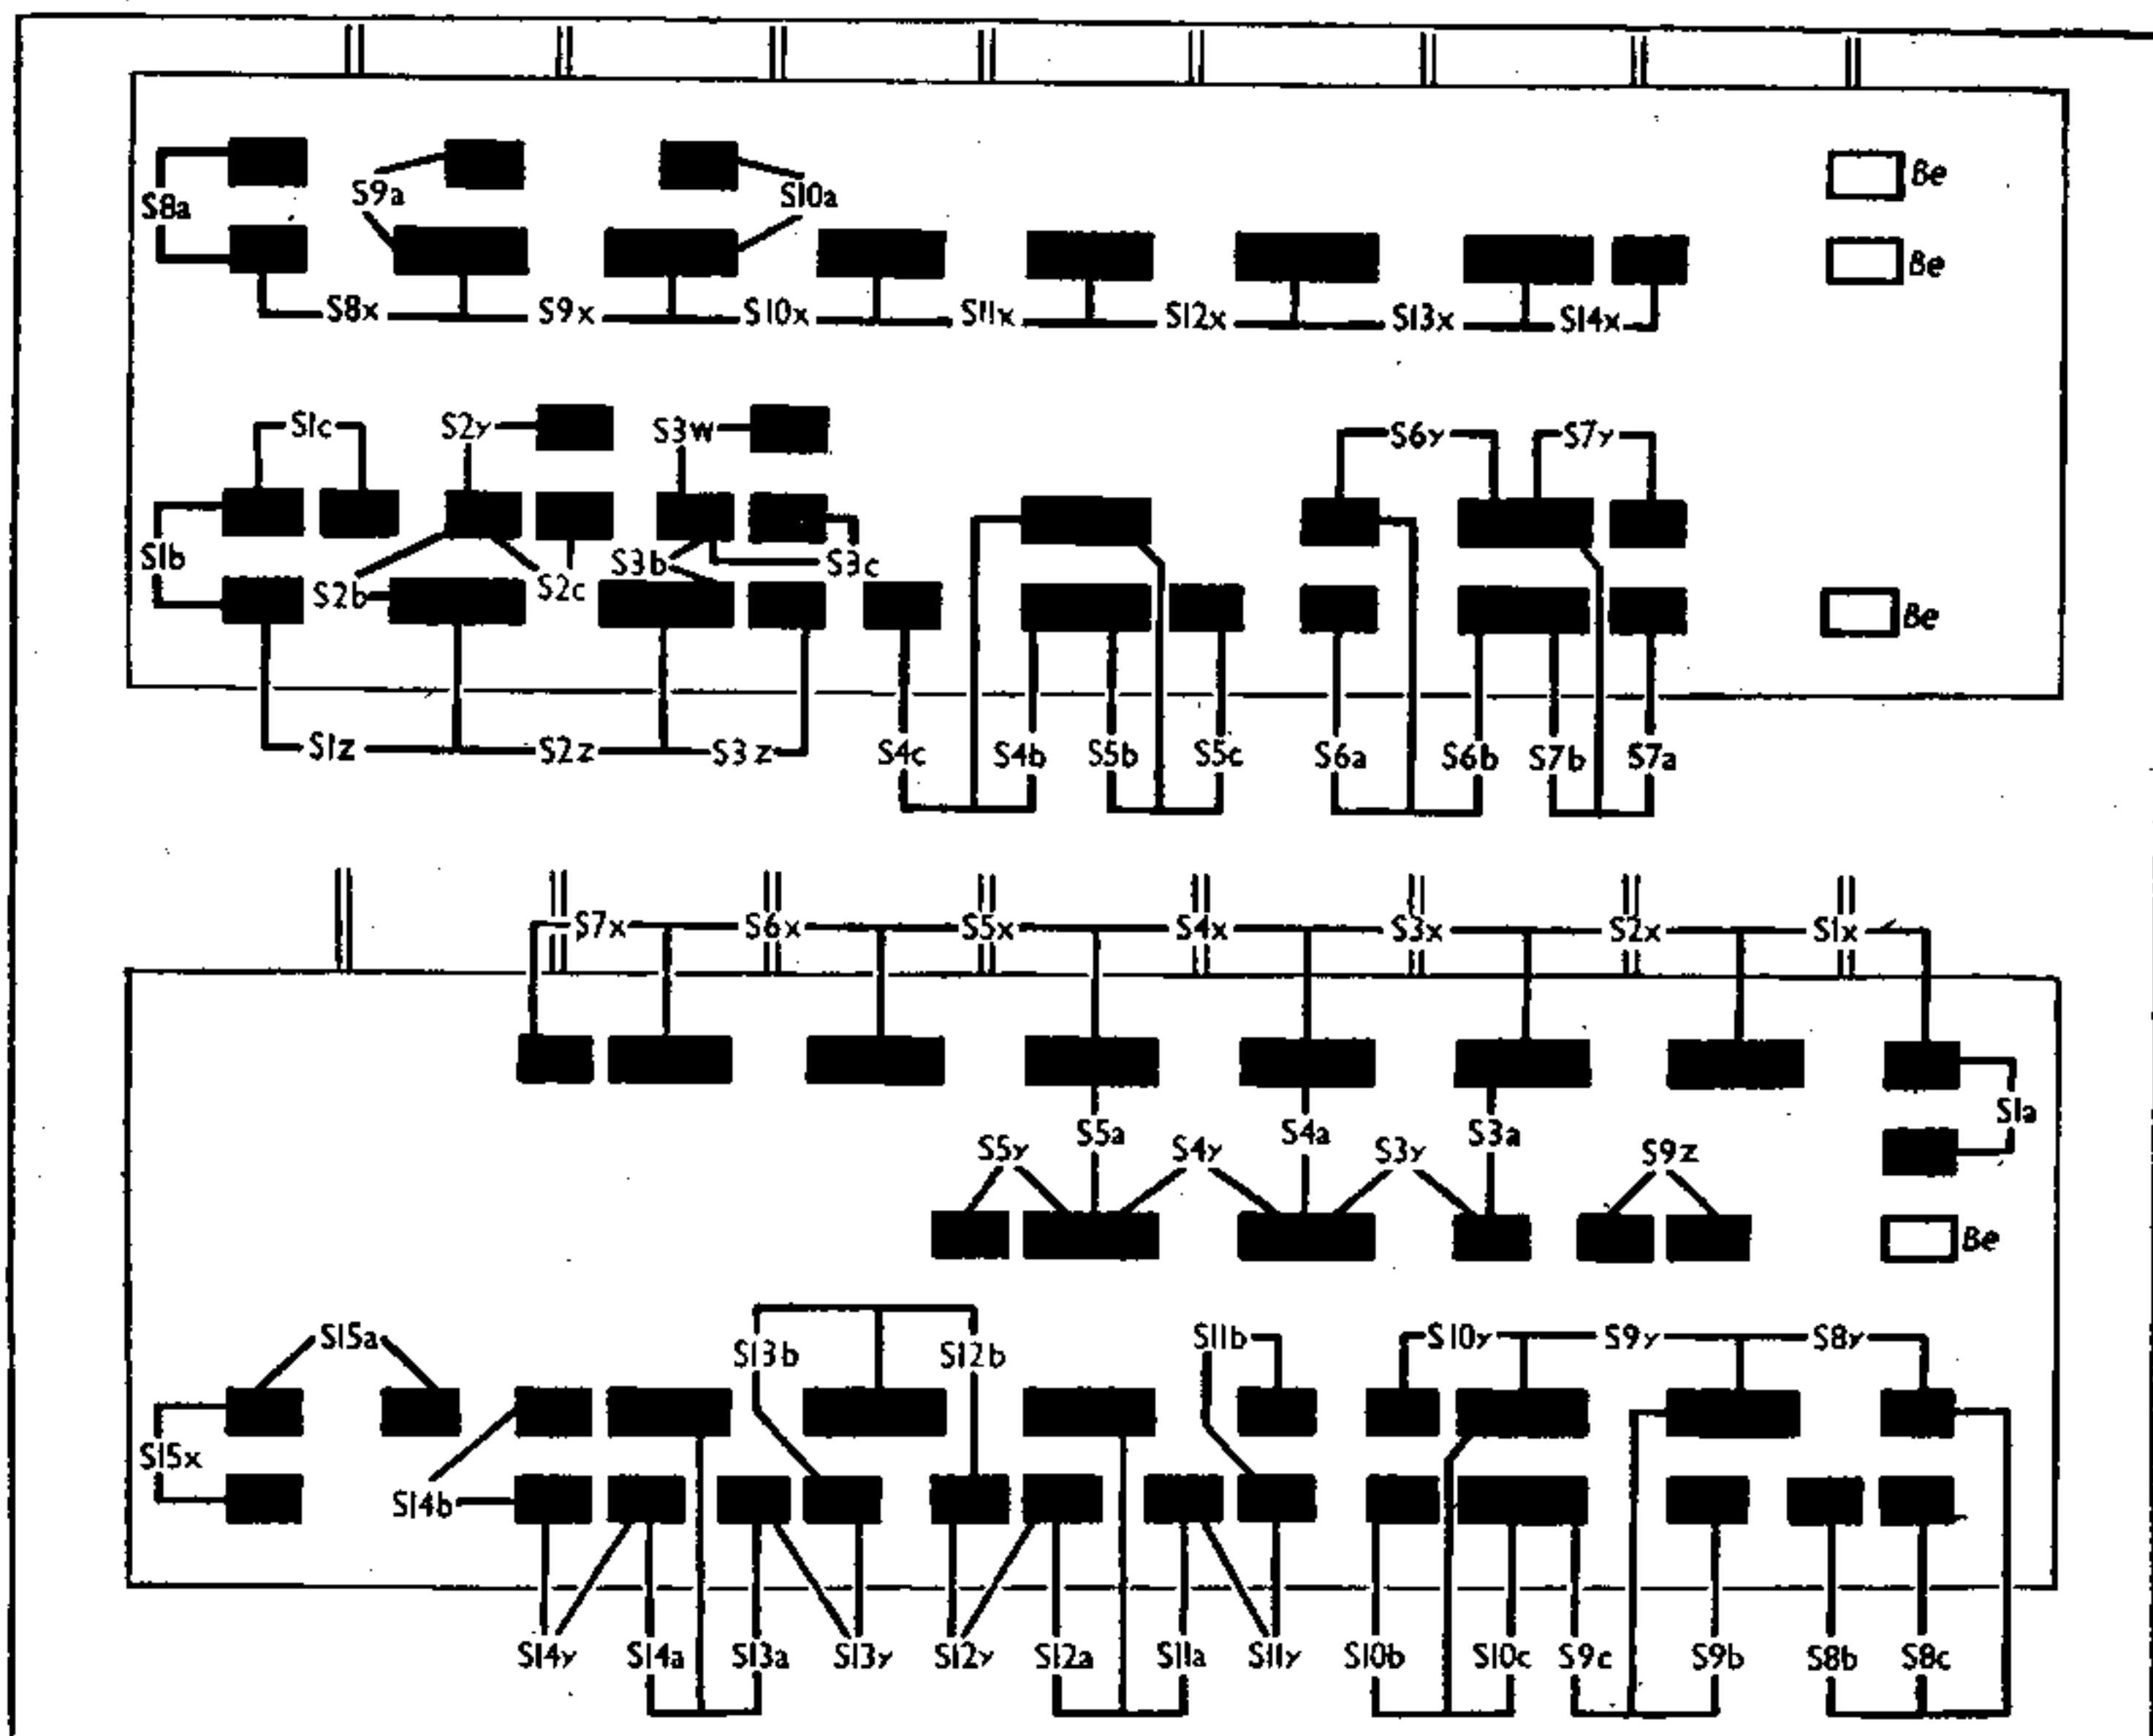 Be
S9a
S10a
S8a
Be
S8x S9x S10x S11x S12x S13x S14x
S1c S2y S3w S6y S7y
S1b S3b S3c
S2b S2c
Be
S1z S2z S3z S4c S4b S5b S5c S6a S6b S7b S7a
S7x S6x S5x S4x S3x S2x S1x
S1a
S5a S4a S3a
S5y S4y S3y S9z
Be
S15a S13b S12b S11b S10y S9y S8y
S15x
S14b
S14y S14a S13a S13y S12y S12a S11a S11y S10b S10c S9c S9b S8b S8c